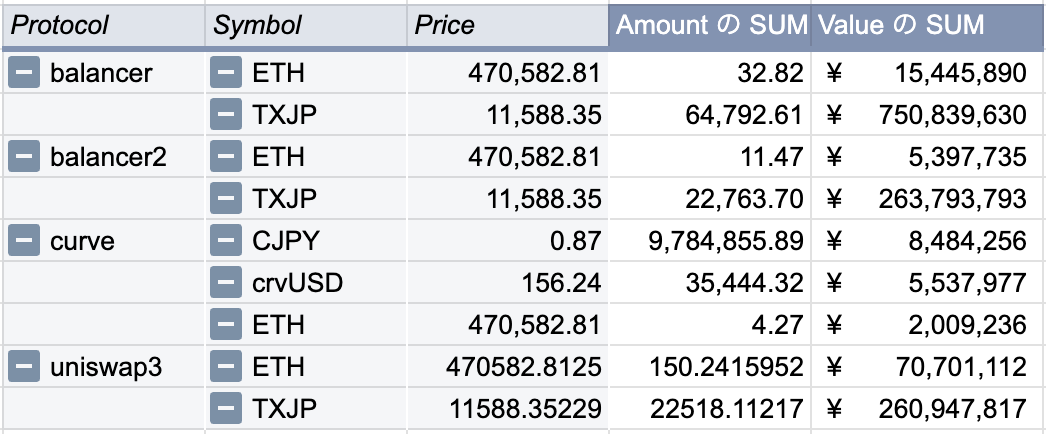 Protocol Symbol Price Amount の SUM Value の SUM
balancer ETH 470,582.81 32.82 ¥ 15,445,890
TXJP 11,588.35 64,792.61 ¥ 750,839,630
balancer2 ETH 470,582.81 11.47 ¥ 5,397,735
TXJP 11,588.35 22,763.70 ¥ 263,793,793
curve CJPY 0.87 9,784,855.89 ¥ 8,484,256
crvUSD 156.24 35,444.32 ¥ 5,537,977
ETH 470,582.81 4.27 ¥ 2,009,236
uniswap3 ETH 470582.8125 150.2415952 ¥ 70,701,112
TXJP 11588.35229 22518.11217 ¥ 260,947,817